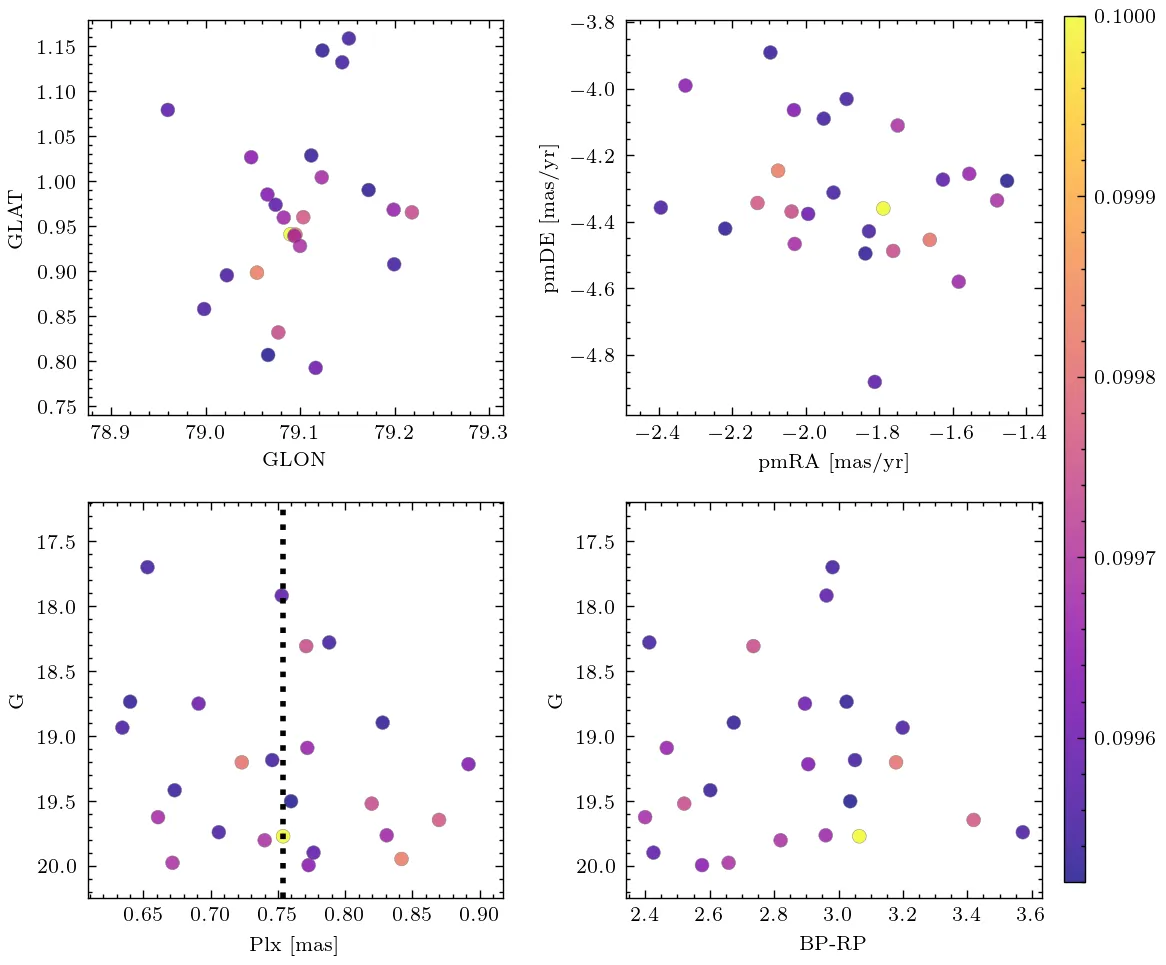 1.15
1.10
1.05
1.00
0.95
0.90
0.85
0.80
0.75
GLAT
78.9 79.0 79.1 79.2 79.3
GLON
−3.8
−4.0
−4.2
−4.4
−4.6
−4.8
pmDE [mas/yr]
−2.4 −2.2 −2.0 −1.8 −1.6 −1.4
pmRA [mas/yr]
0.1000
0.0999
0.0998
0.0997
0.0996
17.5
18.0
18.5
19.0
19.5
20.0
G
0.65 0.70 0.75 0.80 0.85 0.90
Plx [mas]
17.5
18.0
18.5
19.0
19.5
20.0
G
2.4 2.6 2.8 3.0 3.2 3.4 3.6
BP-RP